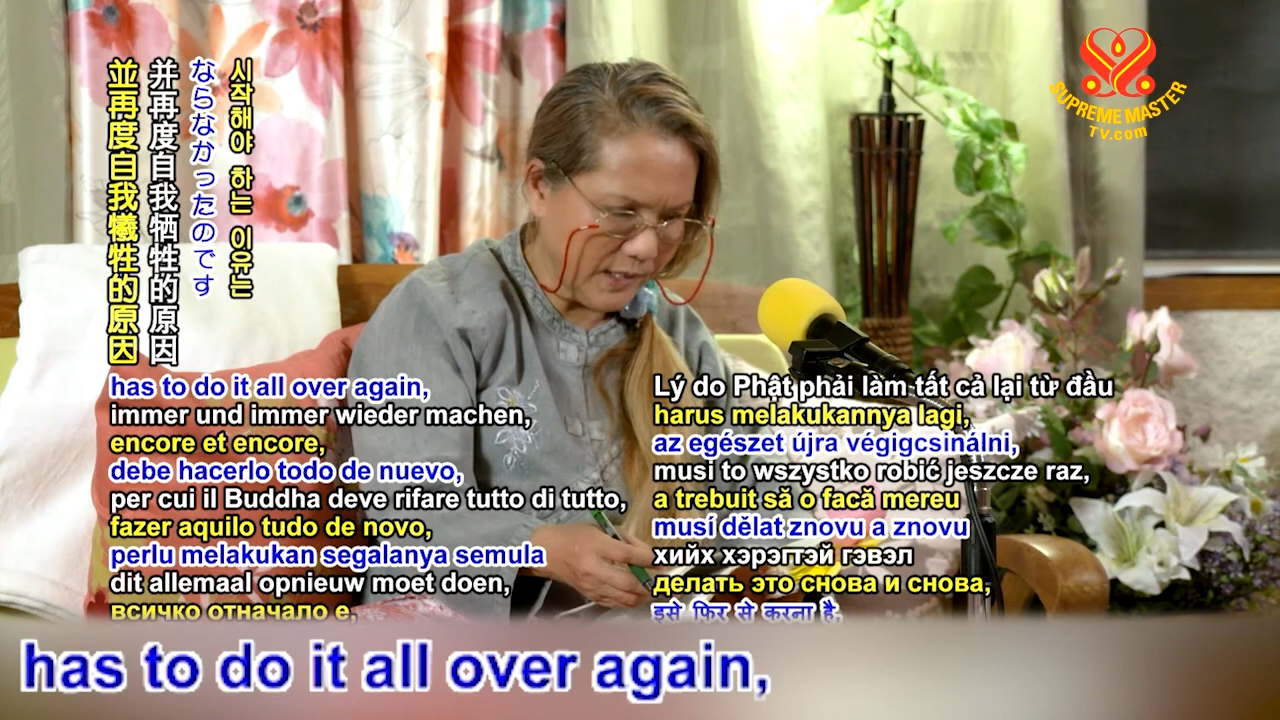 並再度自我犧牲的原因
并再度自我牺牲的原因
ならなかったのです
시작해야 하는 이유는
SUPREME MASTER
TV.com
has to do it all over again,
immer und immer wieder machen,
encore et encore,
debe hacerlo todo de nuevo,
per cui il Buddha deve rifare tutto di tutto,
fazer aquilo tudo de novo,
perlu melakukan segalanya semula
dit allemaal opnieuw moet doen,
всичко отначало е,
Lý do Phật phải làm tất cả lại từ đầu
harus melakukannya lagi,
az egészet újra végigcsinálni,
musi to wszystko robić jeszcze raz,
a trebuit să o facă mereu
musí dělat znovu a znovu
хийх хэрэгтэй гэвэл
делать это снова и снова,
इसे फिर से करना है,
has to do it all over again,